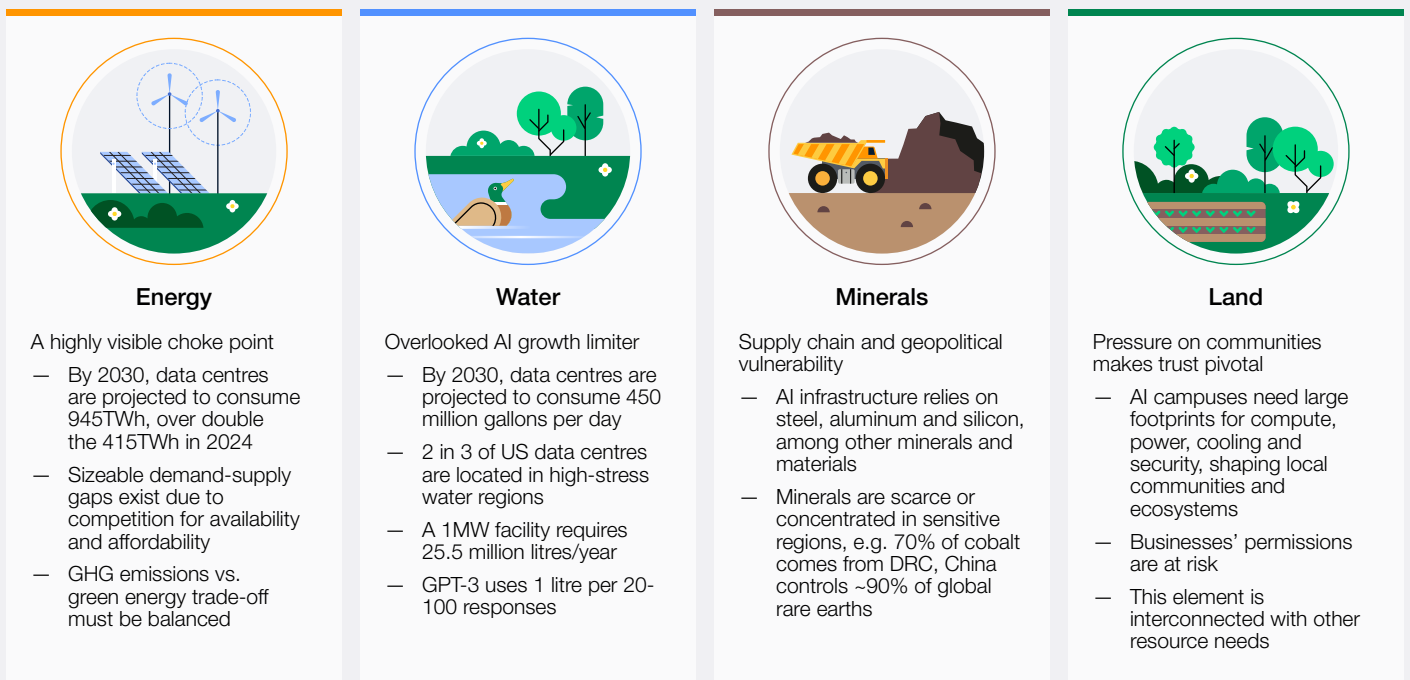 Energy
A highly visible choke point
— By 2030, data centres
are projected to consume
945TWh, over double
the 415TWh in 2024
— Sizeable demand-supply
gaps exist due to
competition for availability
and affordability
— GHG emissions vs.
green energy trade-off
must be balanced
Water
Overlooked AI growth limiter
— By 2030, data centres are
projected to consume 450
million gallons per day
— 2 in 3 of US data centres
are located in high-stress
water regions
— A 1MW facility requires
25.5 million litres/year
— GPT-3 uses 1 litre per 20-
100 responses
Minerals
Supply chain and geopolitical
vulnerability
— AI infrastructure relies on
steel, aluminum and silicon,
among other minerals and
materials
— Minerals are scarce or
concentrated in sensitive
regions, e.g. 70% of cobalt
comes from DRC, China
controls ~90% of global
rare earths
Land
Pressure on communities
makes trust pivotal
— AI campuses need large
footprints for compute,
power, cooling and
security, shaping local
communities and
ecosystems
— Businesses’ permissions
are at risk
— This element is
interconnected with other
resource needs